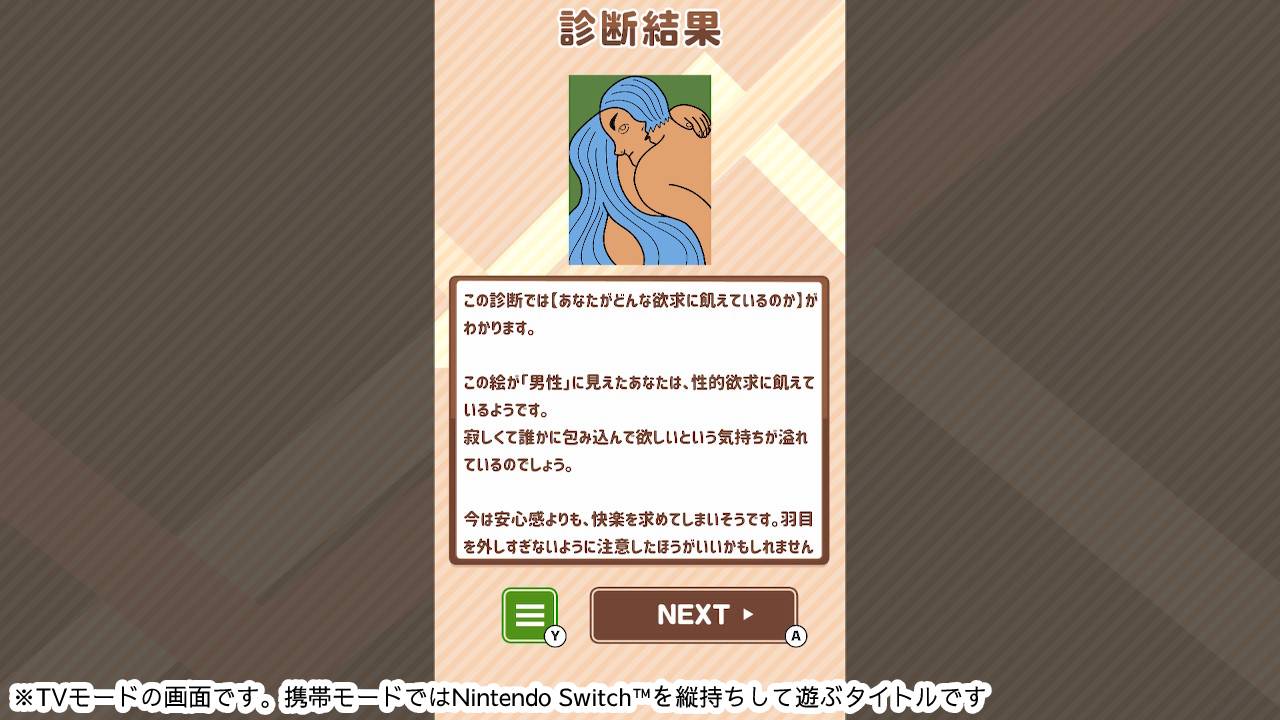 診断結果
この診断では【あなたがどんな欲求に飢えているのか】が
わかります。
この絵が「男性」に見えたあなたは、性的欲求に飢えて
いるようです。
寂しくて誰かに包み込んで欲しいという気持ちが溢れ
ているのでしょう。
今は安心感よりも、快楽を求めてしまいそうです。羽目
を外しすぎないように注意したほうがいいかもしれません
NEXT
Y
A
※TVモードの画面です。携帯モードではNintendo Switch™を縦持ちして遊ぶタイトルです